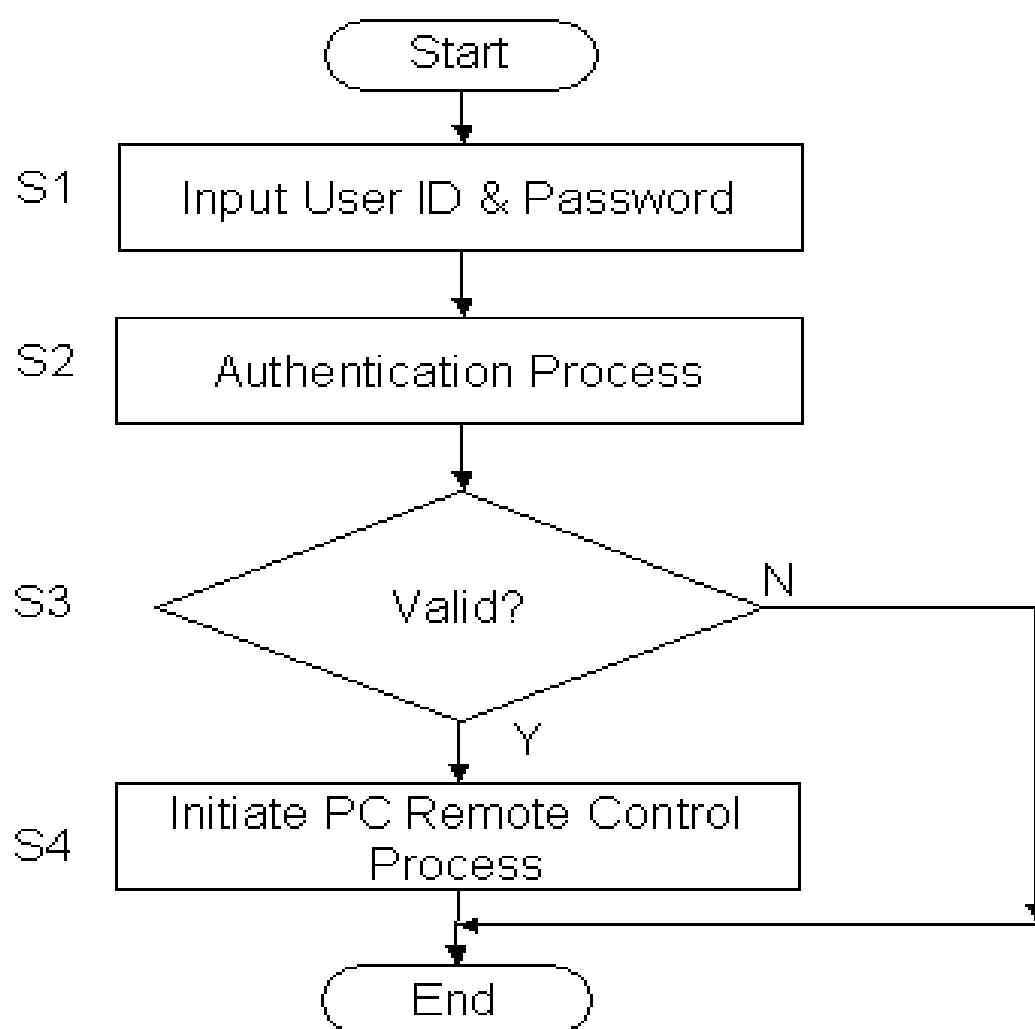 Start
S1
Input User ID & Password
S2
Authentication Process
S3
Valid?
N
Y
S4
Initiate PC Remote Control
Process
End